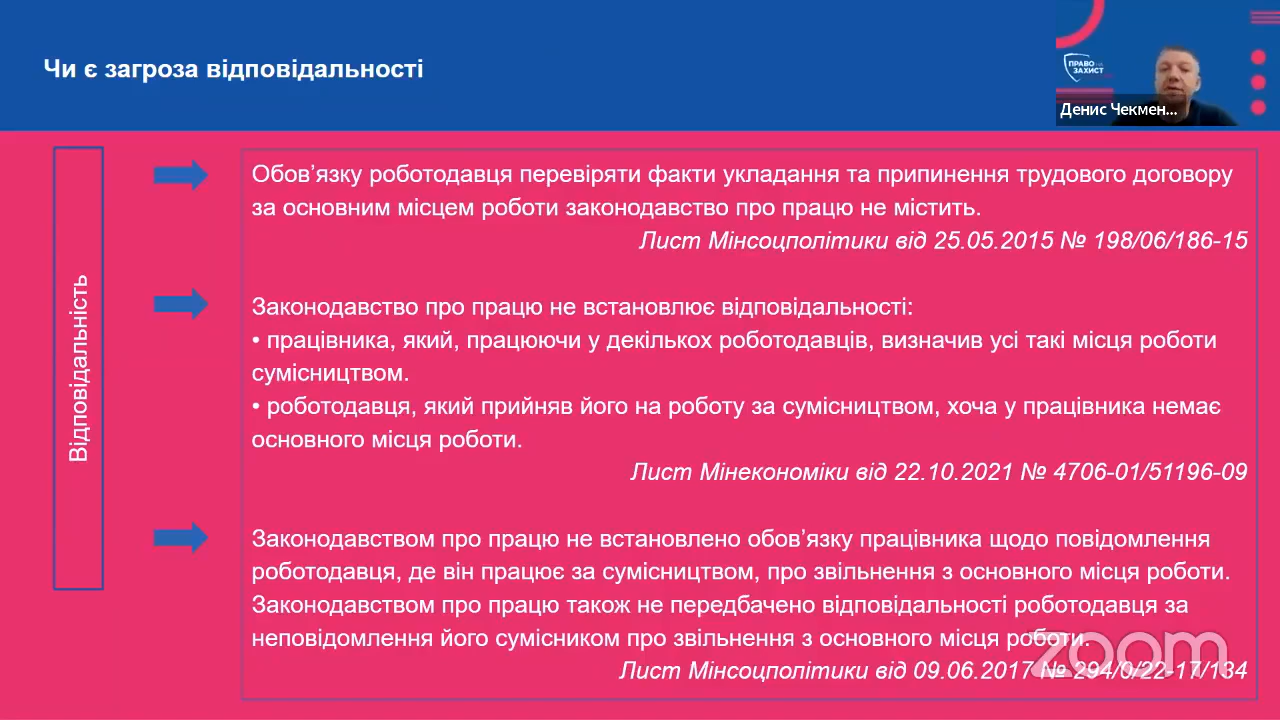 Чи є загроза відповідальності
ПРАВО НА
ЗАХИСТ
Денис Чекмен...
Відповідальність
Обов’язку роботодавця перевіряти факти укладання та припинення трудового договору
за основним місцем роботи законодавство про працю не містить.
Лист Мінсоцполітики від 25.05.2015 № 198/06/186-15
Законодавство про працю не встановлює відповідальності:
• працівника, який, працюючи у декількох роботодавців, визначив усі такі місця роботи
сумісництвом.
• роботодавця, який прийняв його на роботу за сумісництвом, хоча у працівника немає
основного місця роботи.
Лист Мінекономіки від 22.10.2021 № 4706-01/51196-09
Законодавством про працю не встановлено обов’язку працівника щодо повідомлення
роботодавця, де він працює за сумісництвом, про звільнення з основного місця роботи.
Законодавством про працю також не передбачено відповідальності роботодавця за
неповідомлення його сумісником про звільнення з основного місця роботи.
Лист Мінсоцполітики від 09.06.2017 № 294/0/22-17/134
zoom